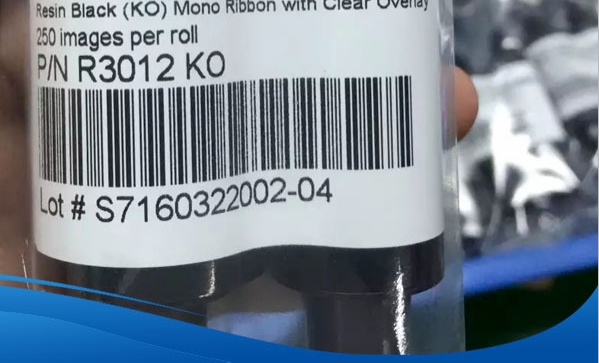 Resin Black (KO) Mono Ribbon with Clear Overlay
250 images per roll
P/N R3012 KO
Lot # S7160322002-04